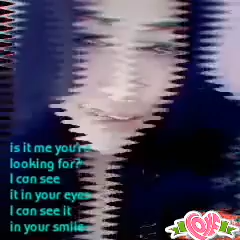 is it me you're
looking for?
I can see
it in your eyes
I can see it
in your smile